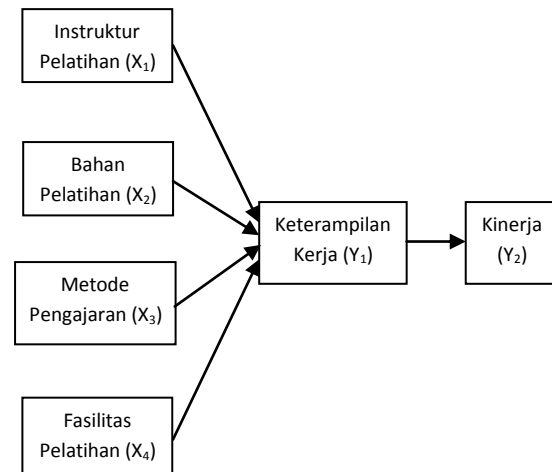 Instruktur
Pelatihan (X₁)
Bahan
Pelatihan (X₂)
Metode
Pengajaran (X₃)
Fasilitas
Pelatihan (X₄)
Keterampilan
Kerja (Y₁)
Kinerja
(Y₂)